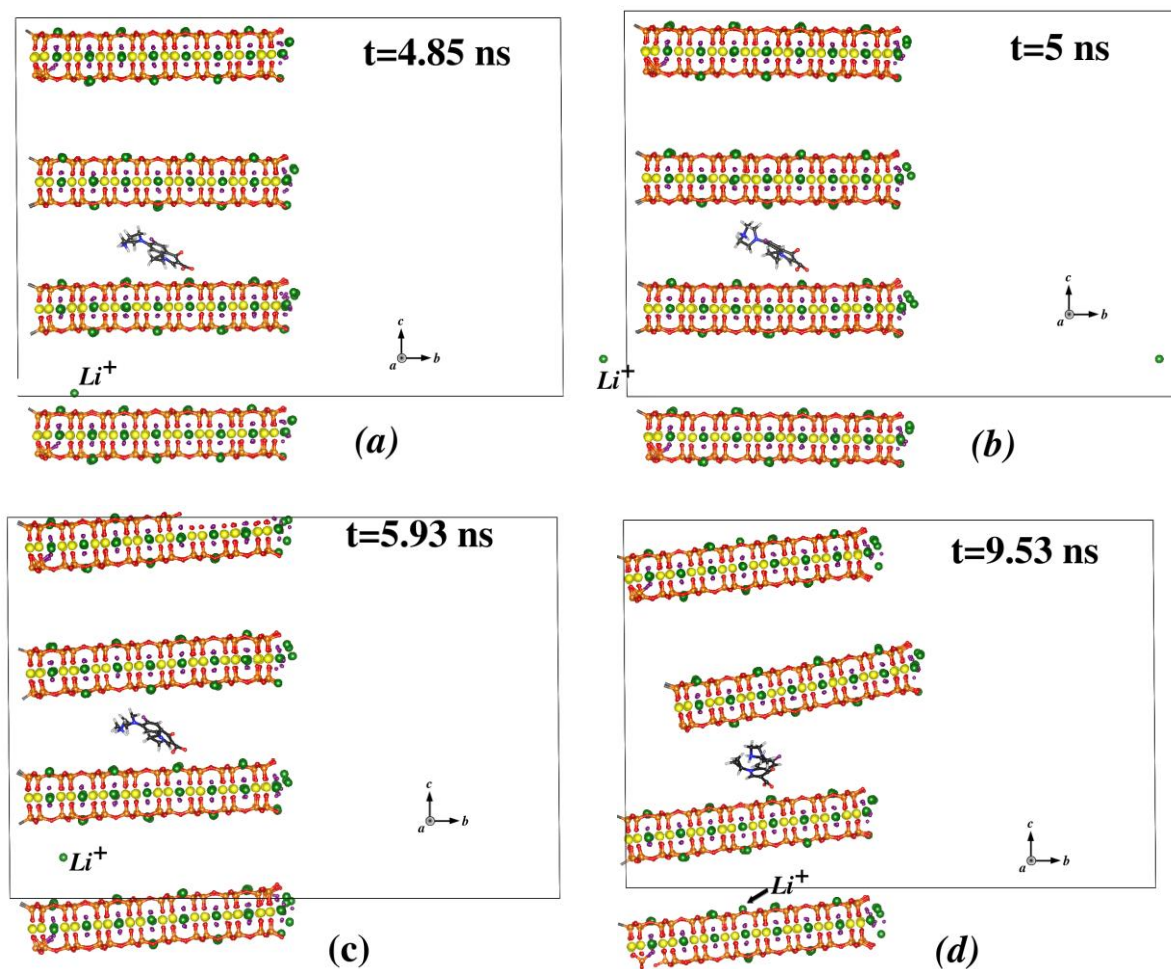 t=4.85 ns
c
a
b
Li+
(a)
t=5 ns
c
a
b
Li+
(b)
t=5.93 ns
c
a
b
Li+
(c)
t=9.53 ns
c
a
b
Li+
(d)